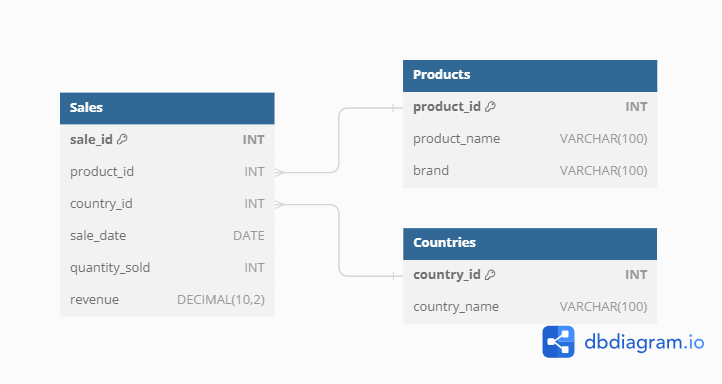 Sales
sale_id INT
product_id INT
country_id INT
sale_date DATE
quantity_sold INT
revenue DECIMAL(10,2)
Products
product_id INT
product_name VARCHAR(100)
brand VARCHAR(100)
Countries
country_id INT
country_name VARCHAR(100)
dbdiagram.io